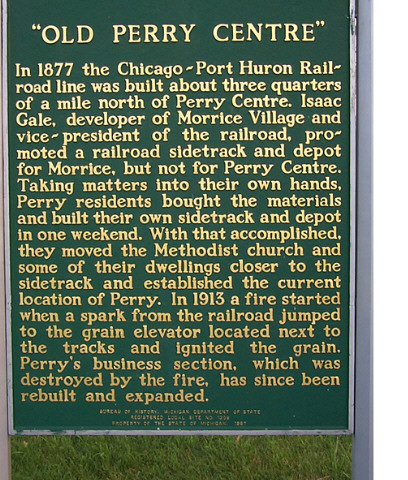 "OLD PERRY CENTRE"
In 1877 the Chicago-Port Huron Rail-
road line was built about three quarters
of a mile north of Perry Centre. Isaac
Gale, developer of Morrice Village and
vice-president of the railroad, pro-
moted a railroad sidetrack and depot
for Morrice, but not for Perry Centre.
Taking matters into their own hands,
Perry residents bought the materials
and built their own sidetrack and depot
in one weekend. With that accomplished,
they moved the Methodist church and
some of their dwellings closer to the
sidetrack and established the current
location of Perry. In 1913 a fire started
when a spark from the railroad jumped
to the grain elevator located next to
the tracks and ignited the grain.
Perry's business section, which was
destroyed by the fire, has since been
rebuilt and expanded.
BUREAU OF HISTORY, MICHIGAN DEPARTMENT OF STATE
REGISTERED LOCAL SITE NO.
PROPERTY OF THE STATE OF MICHIGAN, 1987